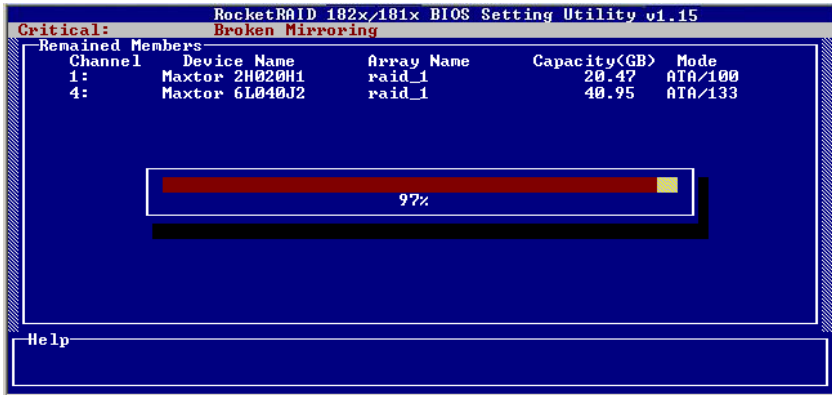 RocketRAID 182x/181x BIOS Setting Utility v1.15
Critical: Broken Mirroring
Remained Members
Channel Device Name Array Name Capacity(GB) Mode
1: Maxtor 2H020H1 raid_1 20.47 ATA/100
4: Maxtor 6L040J2 raid_1 40.95 ATA/133
97%
Help